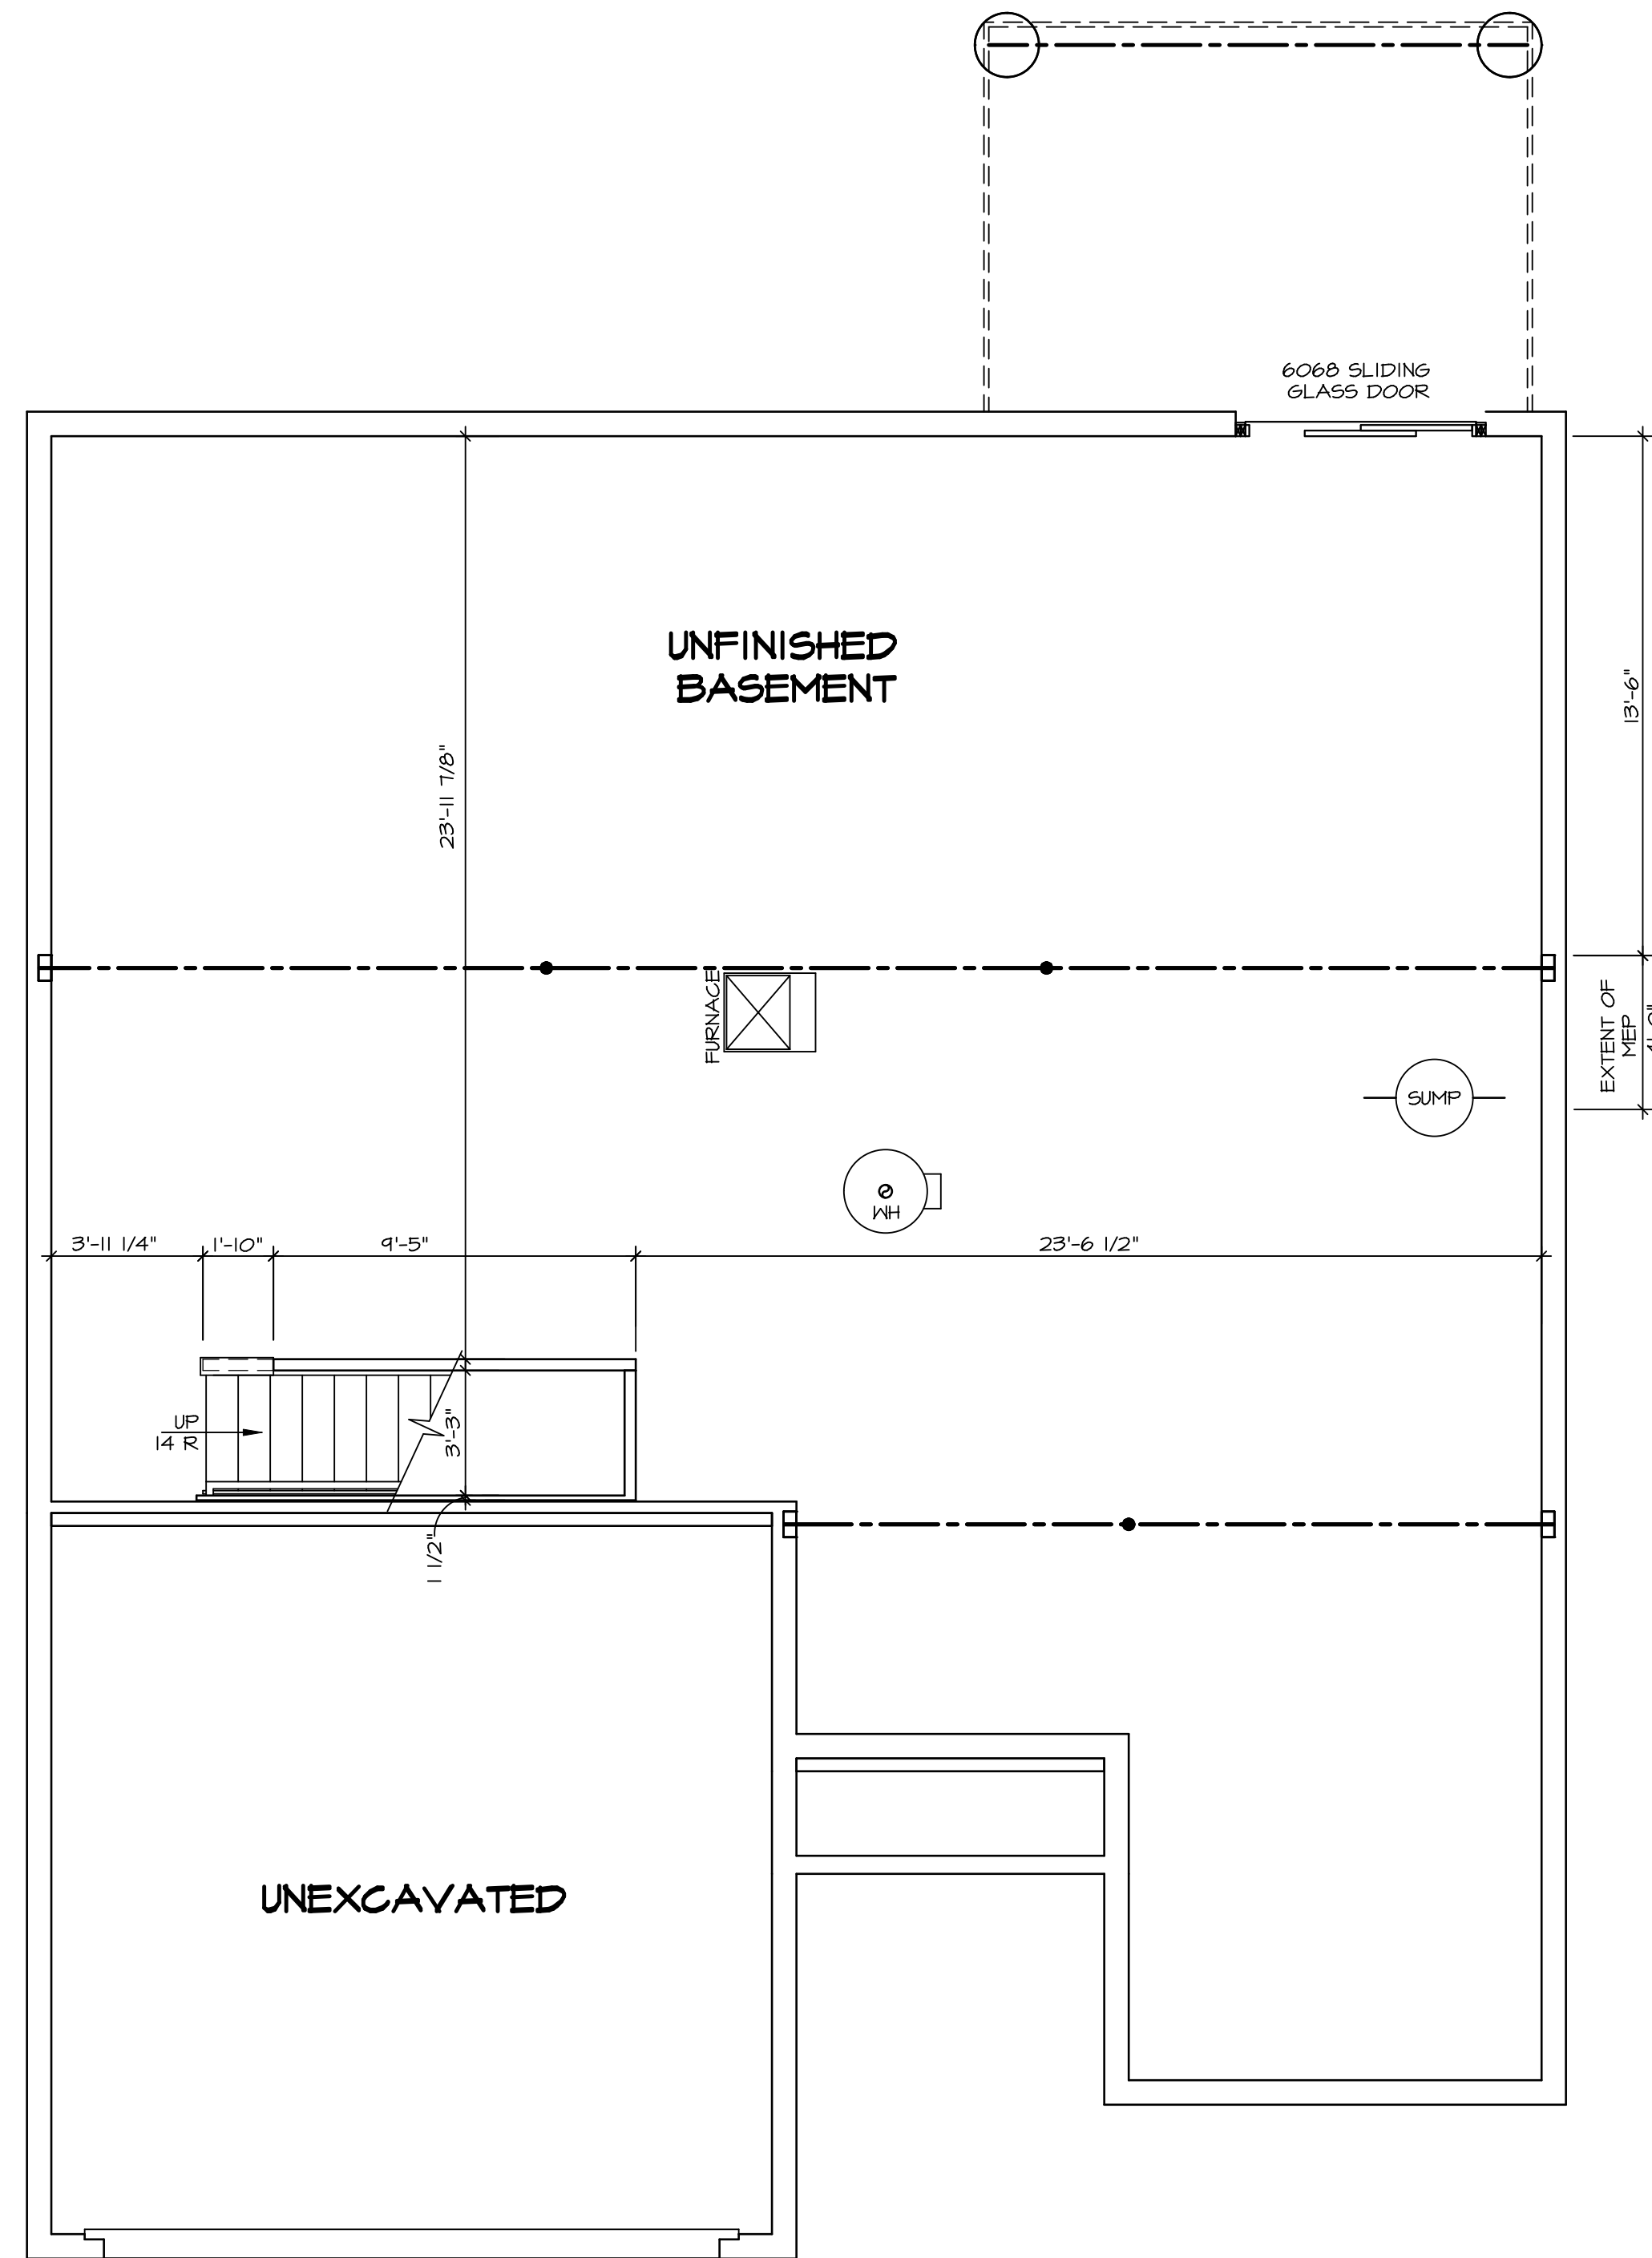 6068 SLIDING
GLASS DOOR
UNFINISHED
BASEMENT
13'-6"
23'-11 7/8"
FURNACE
EXTENT OF
MEP
SUMP
WH
3'-11 1/4"
1'-10"
9'-5"
23'-6 1/2"
UP
14 R
3'-3"
1 1/2"
UNEXCAVATED